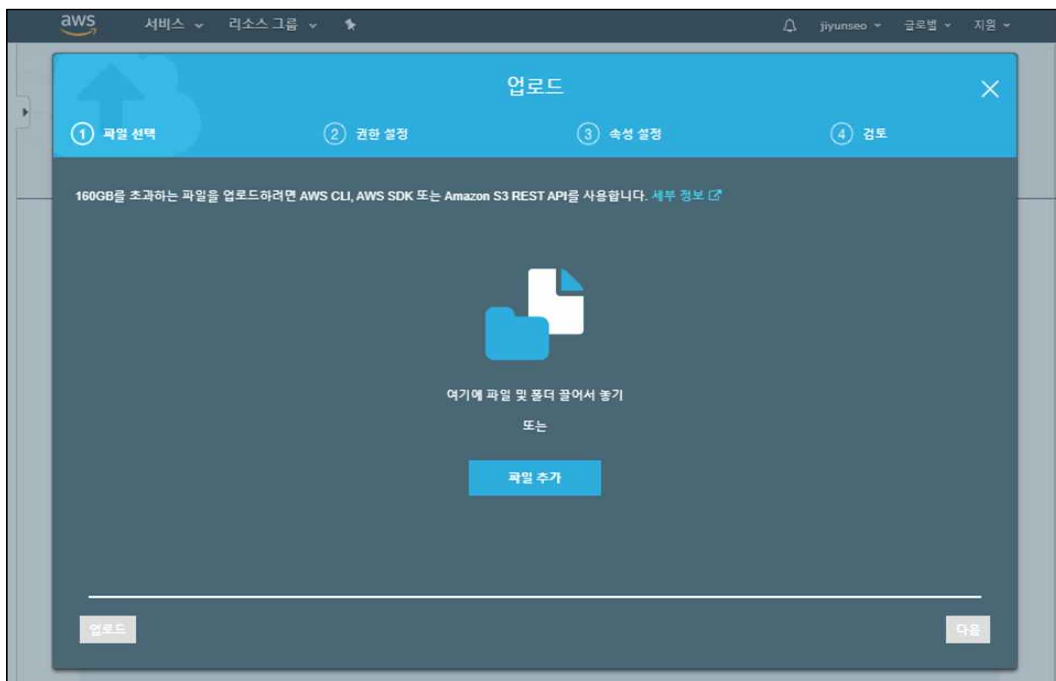 aws 서비스 리소스 그룹 jiyunseo 글로벌 지원
업로드
1 파일 선택 2 권한 설정 3 속성 설정 4 검토
160GB를 초과하는 파일을 업로드하려면 AWS CLI, AWS SDK 또는 Amazon S3 REST API를 사용합니다. 세부 정보
여기에 파일 및 폴더 끌어서 놓기
또는
파일 추가
업로드 다음